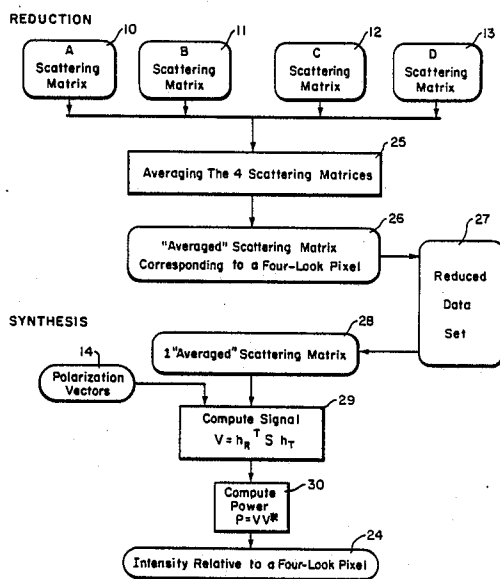 REDUCTION
10
11
12
13
A
Scattering
Matrix
B
Scattering
Matrix
C
Scattering
Matrix
D
Scattering
Matrix
25
Averaging The 4 Scattering Matrices
26
"Averaged" Scattering Matrix
Corresponding to a Four-Look Pixel
27
Reduced
Data
Set
SYNTHESIS
28
1 "Averaged" Scattering Matrix
14
Polarization
Vectors
29
Compute Signal
V = h_R^T S h_T
30
Compute
Power
P=VV*
24
Intensity Relative to a Four-Look Pixel